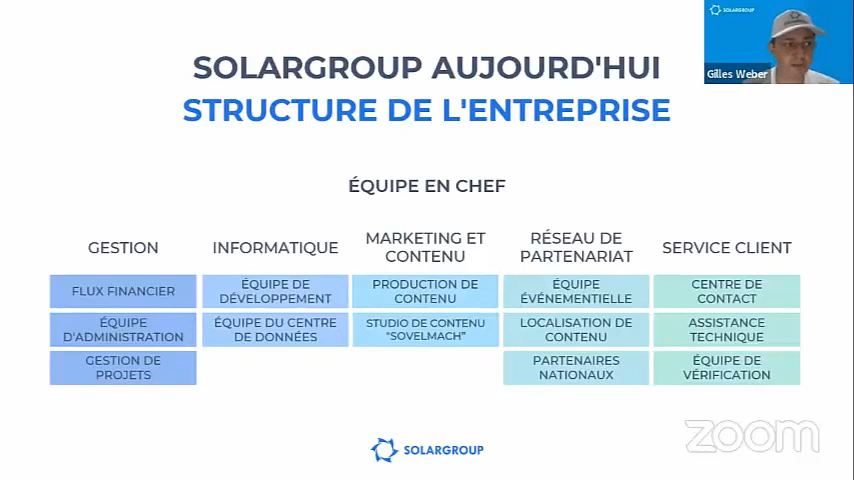 SOLARGROUP
Gilles Weber
SOLARGROUP AUJOURD'HUI
STRUCTURE DE L'ENTREPRISE
ÉQUIPE EN CHEF
GESTION
FLUX FINANCIER
ÉQUIPE
D'ADMINISTRATION
GESTION DE
PROJETS
INFORMATIQUE
ÉQUIPE DE
DÉVELOPPEMENT
ÉQUIPE DU CENTRE
DE DONNÉES
MARKETING ET
CONTENU
PRODUCTION DE
CONTENU
STUDIO DE CONTENU
"SOVELMACH"
RÉSEAU DE
PARTENARIAT
ÉQUIPE
ÉVÉNEMENTIELLE
LOCALISATION DE
CONTENU
PARTENAIRES
NATIONAUX
SERVICE CLIENT
CENTRE DE
CONTACT
ASSISTANCE
TECHNIQUE
ÉQUIPE DE
VÉRIFICATION
SOLARGROUP
zoom